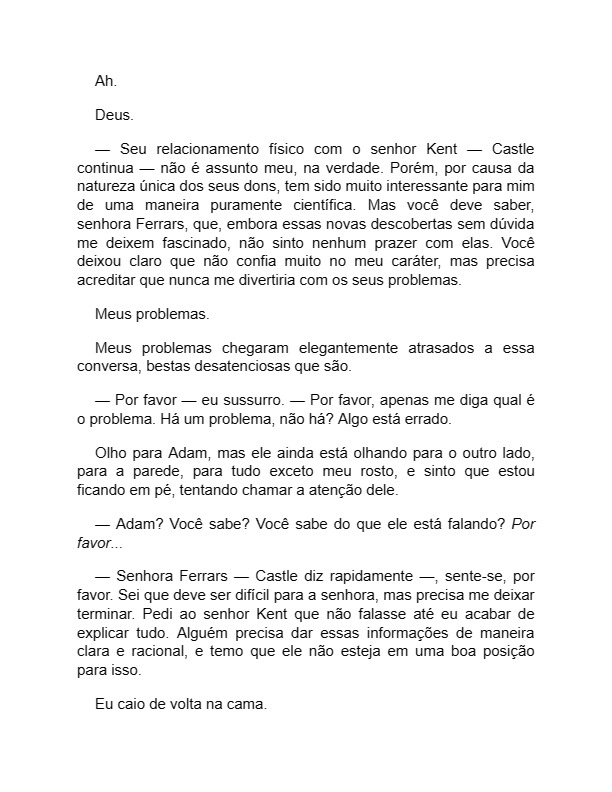 Ah.
Deus.
— Seu relacionamento físico com o senhor Kent — Castle
continua — não é assunto meu, na verdade. Porém, por causa da
natureza única dos seus dons, tem sido muito interessante para mim
de uma maneira puramente científica. Mas você deve saber,
senhora Ferrars, que, embora essas novas descobertas sem dúvida
me deixem fascinado, não sinto nenhum prazer com elas. Você
deixou claro que não confia muito no meu caráter, mas precisa
acreditar que nunca me divertiria com os seus problemas.
Meus problemas.
Meus problemas chegaram elegantemente atrasados a essa
conversa, bestas desatenciosas que são.
— Por favor — eu sussurro. — Por favor, apenas me diga qual é
o problema. Há um problema, não há? Algo está errado.
Olho para Adam, mas ele ainda está olhando para o outro lado,
para a parede, para tudo exceto meu rosto, e sinto que estou
ficando em pé, tentando chamar a atenção dele.
— Adam? Você sabe? Você sabe do que ele está falando? Por
favor...
— Senhora Ferrars — Castle diz rapidamente —, sente-se, por
favor. Sei que deve ser difícil para a senhora, mas precisa me deixar
terminar. Pedi ao senhor Kent que não falasse até eu acabar de
explicar tudo. Alguém precisa dar essas informações de maneira
clara e racional, e temo que ele não esteja em uma boa posição
para isso.
Eu caio de volta na cama.